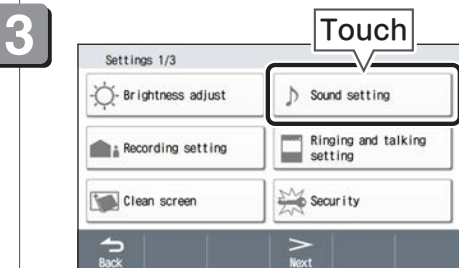 3
Touch
Settings 1/3
Brightness adjust
Sound setting
Recording setting
Ringing and talking
setting
Clean screen
Security
Back
Next